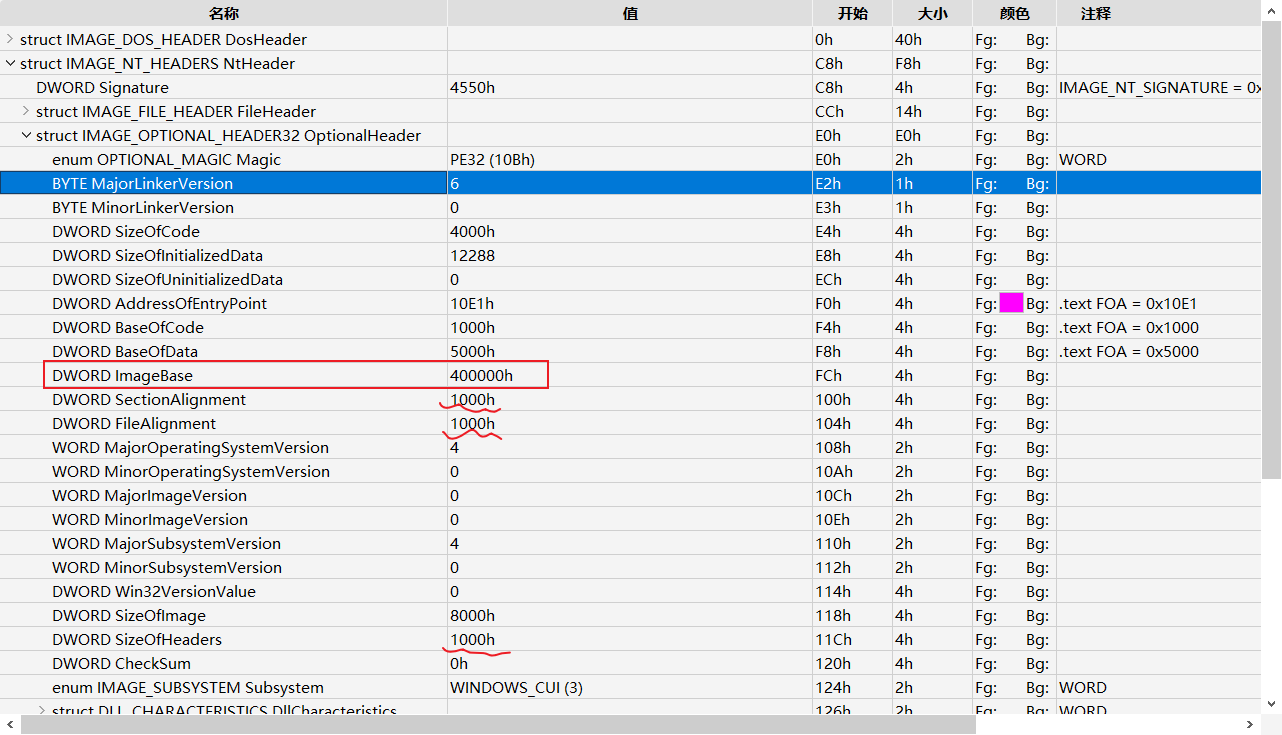 名称 值 开始 大小 颜色 注释
struct IMAGE_DOS_HEADER DosHeader 0h 40h Fg: Bg:
struct IMAGE_NT_HEADERS NtHeader C8h F8h Fg: Bg:
DWORD Signature 4550h C8h 4h Fg: Bg: IMAGE_NT_SIGNATURE = 0x
struct IMAGE_FILE_HEADER FileHeader CCh 14h Fg: Bg:
struct IMAGE_OPTIONAL_HEADER32 OptionalHeader E0h E0h Fg: Bg:
enum OPTIONAL_MAGIC Magic PE32 (10Bh) E0h 2h Fg: Bg: WORD
BYTE MajorLinkerVersion 6 E2h 1h Fg: Bg:
BYTE MinorLinkerVersion 0 E3h 1h Fg: Bg:
DWORD SizeOfCode 4000h E4h 4h Fg: Bg:
DWORD SizeOfInitializedData 12288 E8h 4h Fg: Bg:
DWORD SizeOfUninitializedData 0 ECh 4h Fg: Bg:
DWORD AddressOfEntryPoint 10E1h F0h 4h Fg: Bg: .text FOA = 0x10E1
DWORD BaseOfCode 1000h F4h 4h Fg: Bg: .text FOA = 0x1000
DWORD BaseOfData 5000h F8h 4h Fg: Bg: .text FOA = 0x5000
DWORD ImageBase 400000h FCh 4h Fg: Bg:
DWORD SectionAlignment 1000h 100h 4h Fg: Bg:
DWORD FileAlignment 1000h 104h 4h Fg: Bg:
WORD MajorOperatingSystemVersion 4 108h 2h Fg: Bg:
WORD MinorOperatingSystemVersion 0 10Ah 2h Fg: Bg:
WORD MajorImageVersion 0 10Ch 2h Fg: Bg:
WORD MinorImageVersion 0 10Eh 2h Fg: Bg:
WORD MajorSubsystemVersion 4 110h 2h Fg: Bg:
WORD MinorSubsystemVersion 0 112h 2h Fg: Bg:
DWORD Win32VersionValue 0 114h 4h Fg: Bg:
DWORD SizeOfImage 8000h 118h 4h Fg: Bg:
DWORD SizeOfHeaders 1000h 11Ch 4h Fg: Bg:
DWORD CheckSum 0h 120h 4h Fg: Bg:
enum IMAGE_SUBSYSTEM Subsystem WINDOWS_CUI (3) 124h 2h Fg: Bg: WORD
struct DLL_CHARACTERISTICS DllCharacteristics 126h 2h Fg: Bg: WORD